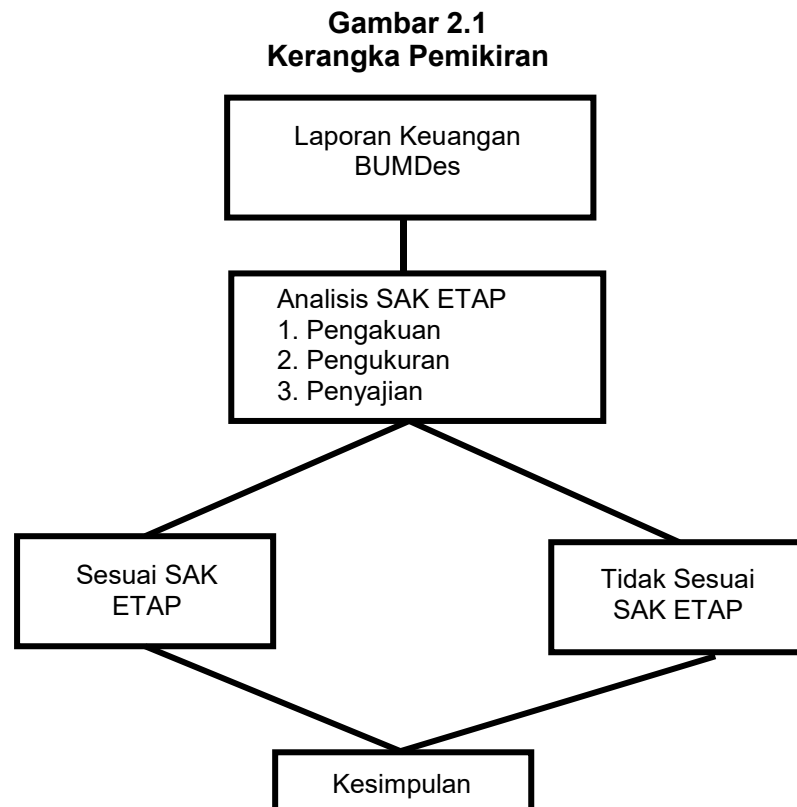 Gambar 2.1
Kerangka Pemikiran
Laporan Keuangan
BUMDes
Analisis SAK ETAP
1. Pengakuan
2. Pengukuran
3. Penyajian
Sesuai SAK
ETAP
Tidak Sesuai
SAK ETAP
Kesimpulan